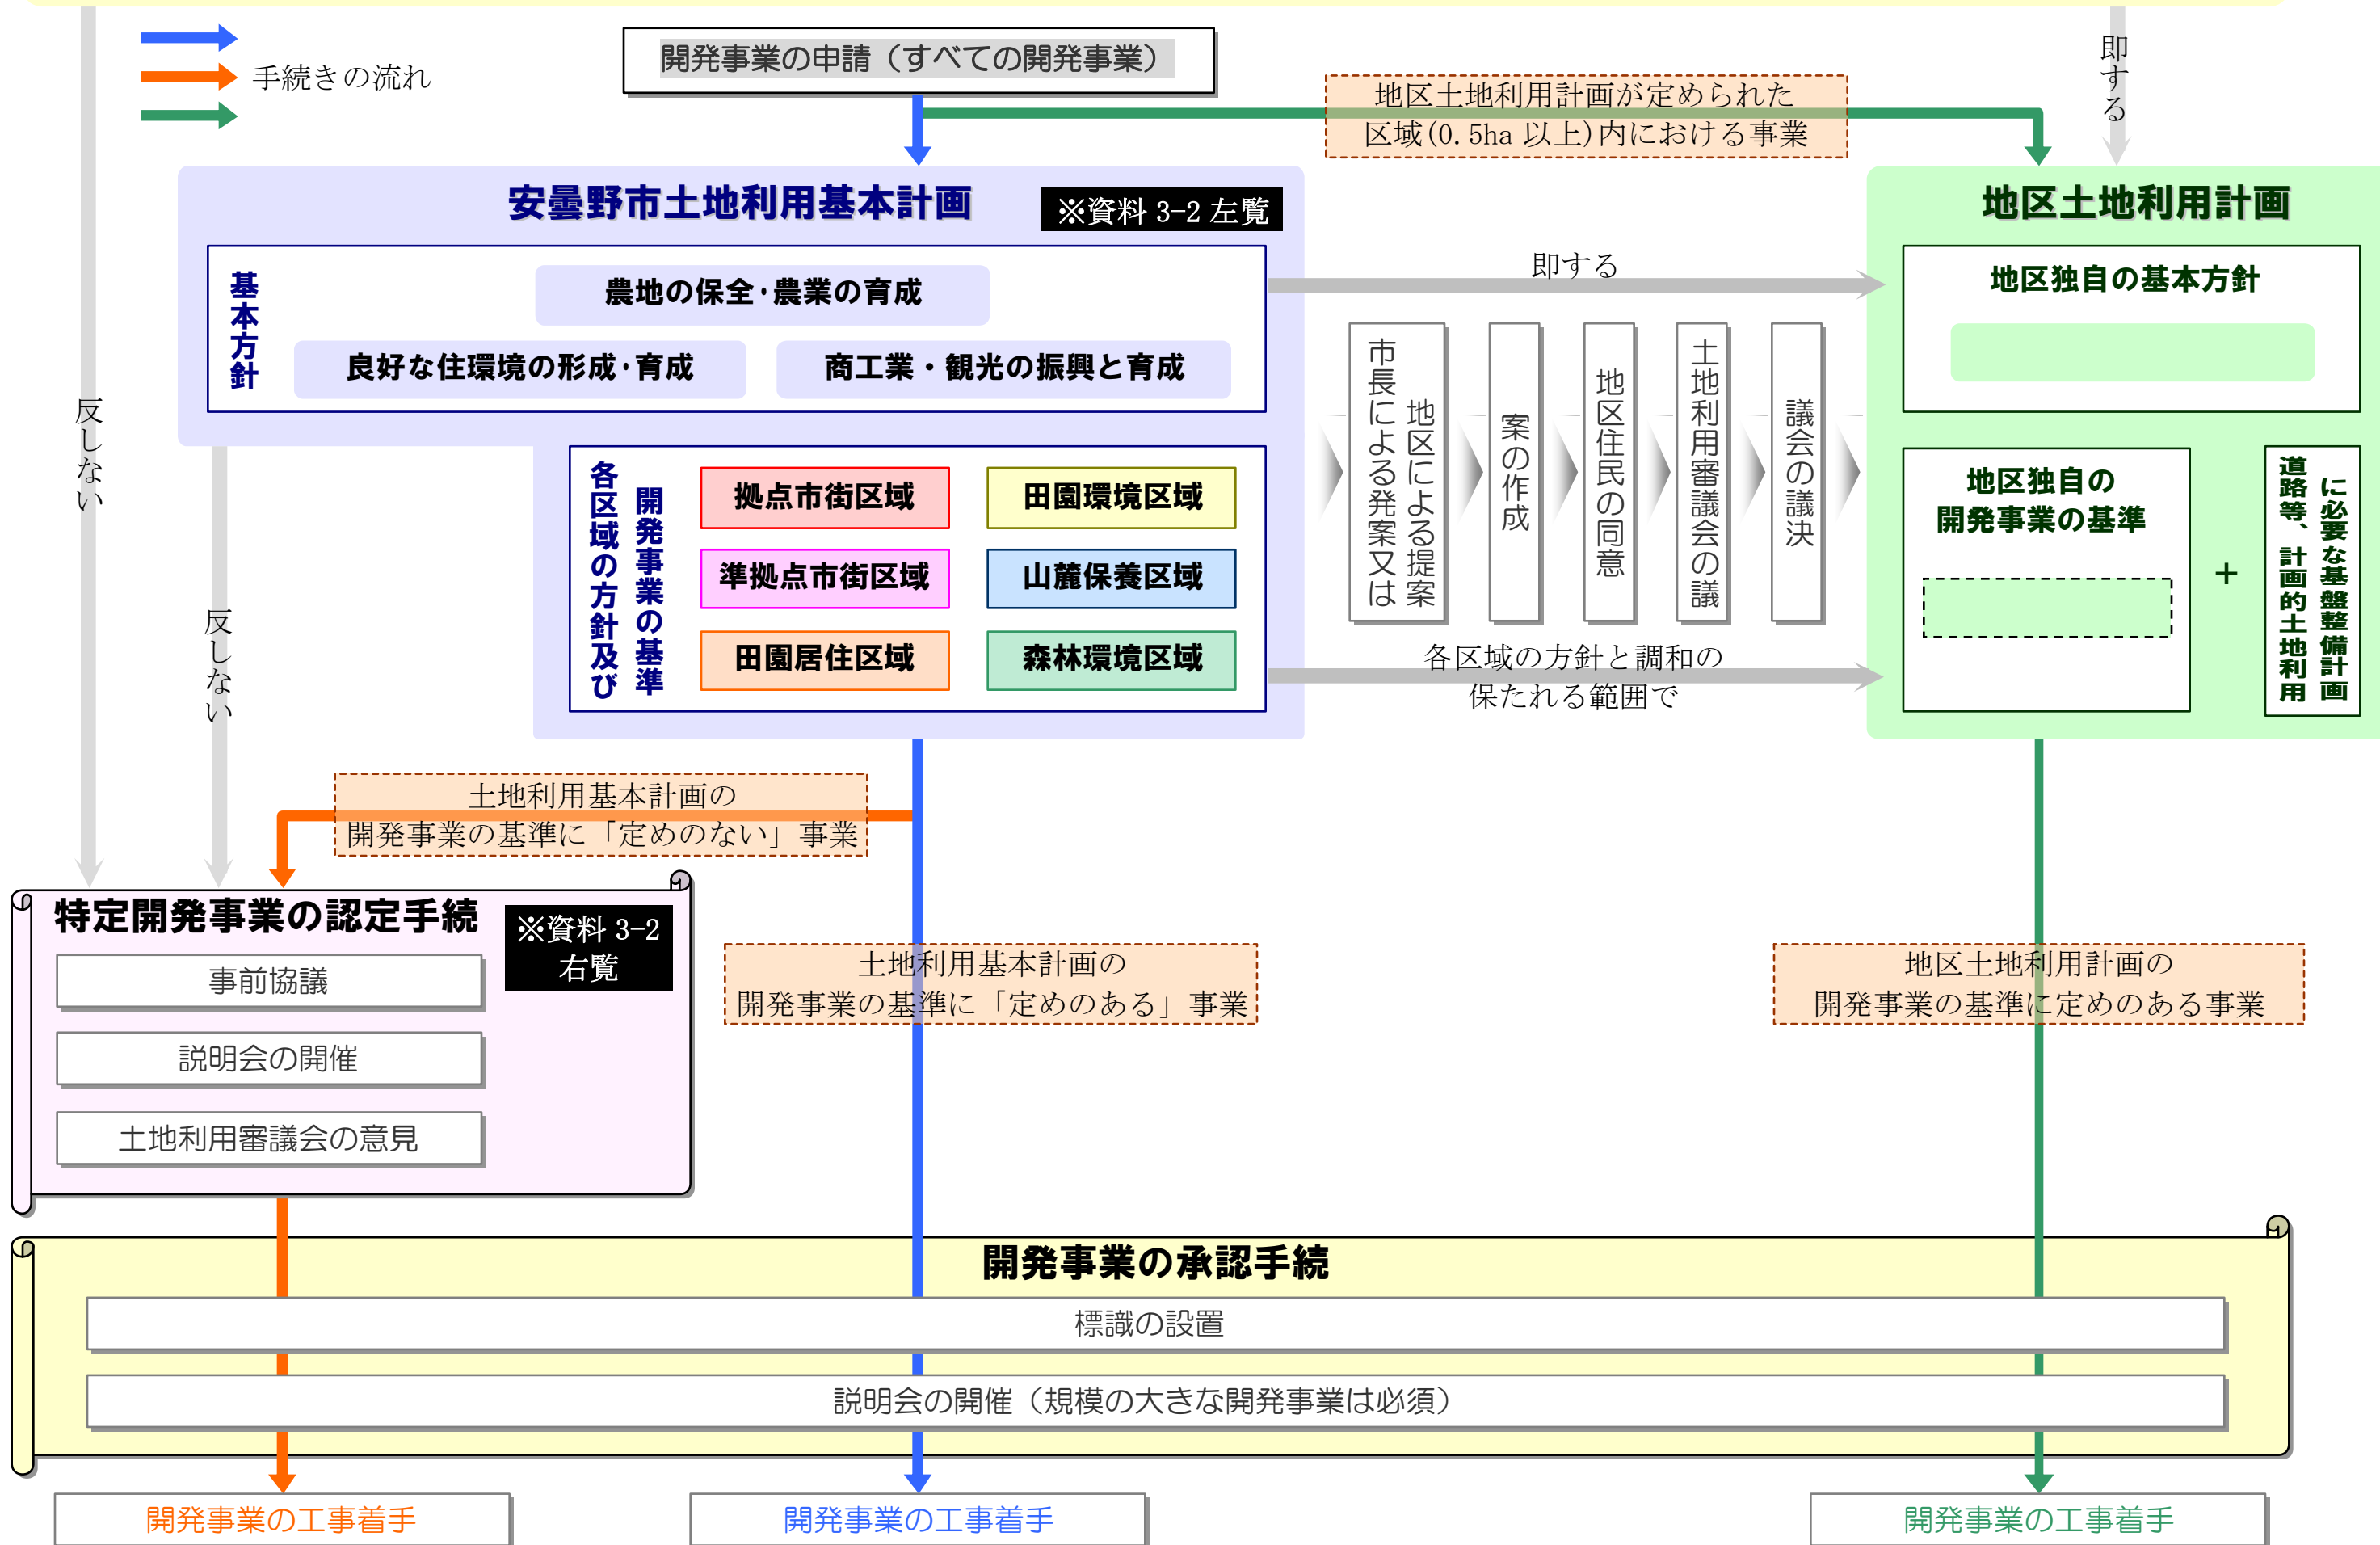 手続きの流れ
開発事業の申請（すべての開発事業）
地区土地利用計画が定められた
区域(0.5ha 以上)内における事業
即する
安曇野市土地利用基本計画
※資料 3-2 左覧
基本方針
農地の保全･農業の育成
良好な住環境の形成･育成
商工業・観光の振興と育成
各区域の方針及び
開発事業の基準
拠点市街区域
田園環境区域
準拠点市街区域
山麓保養区域
田園居住区域
森林環境区域
即する
地区による提案
市長による発案又は
案の作成
地区住民の同意
土地利用審議会の議
議会の議決
各区域の方針と調和の
保たれる範囲で
地区土地利用計画
地区独自の基本方針
地区独自の
開発事業の基準
+
道路等、計画的土地利用
に必要な基盤整備計画
反しない
反しない
土地利用基本計画の
開発事業の基準に「定めのない」事業
特定開発事業の認定手続
※資料 3-2
右覧
事前協議
説明会の開催
土地利用審議会の意見
土地利用基本計画の
開発事業の基準に「定めのある」事業
地区土地利用計画の
開発事業の基準に定めのある事業
開発事業の承認手続
標識の設置
説明会の開催（規模の大きな開発事業は必須）
開発事業の工事着手
開発事業の工事着手
開発事業の工事着手